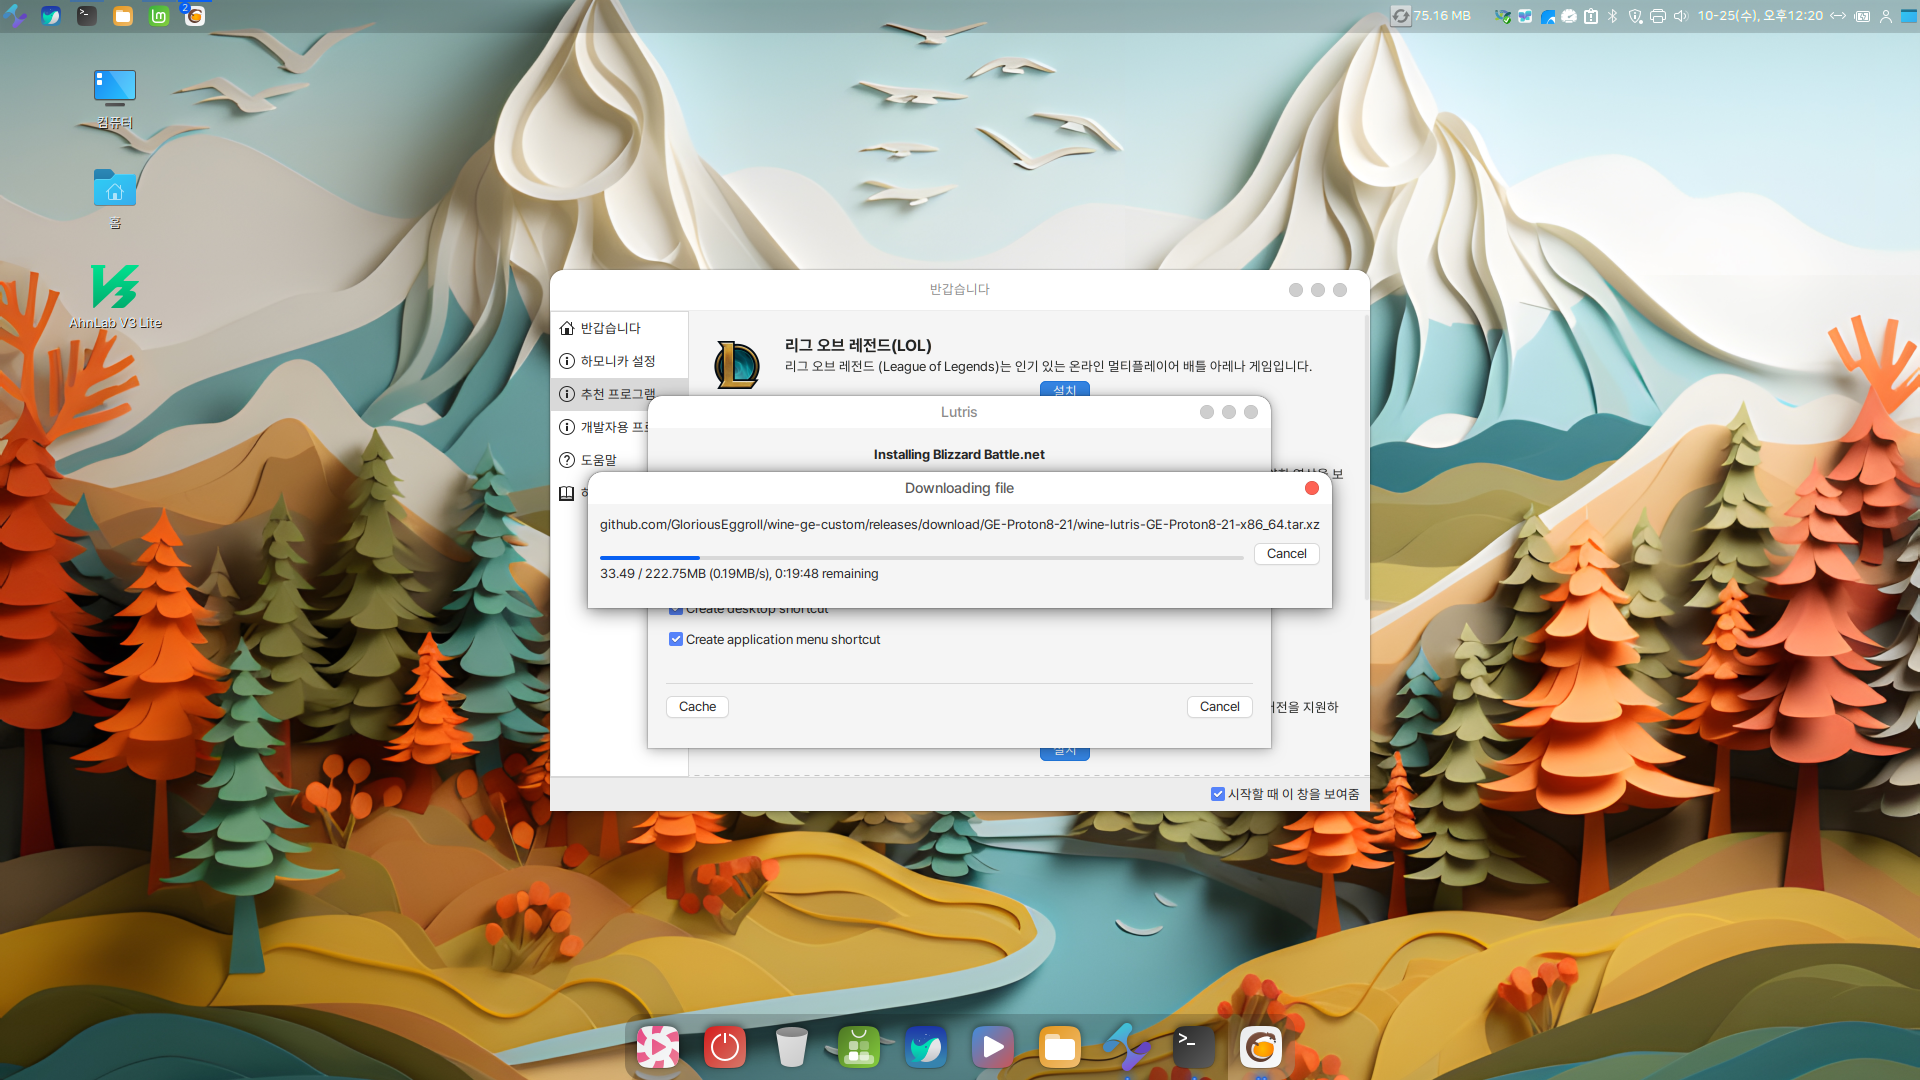 2
75.16 MB
10-25(수), 오후12:20
컴퓨터
홈
AhnLab V3 Lite
반갑습니다
반갑습니다
하모니카 설정
추천 프로그램
개발자용
도움말
리그 오브 레전드(LOL)
리그 오브 레전드 (League of Legends)는 인기 있는 온라인 멀티플레이어 배틀 아레나 게임입니다.
설치
Lutris
Installing Blizzard Battle.net
보
Downloading file
github.com/GloriousEggroll/wine-ge-custom/releases/download/GE-Proton8-21/wine-lutris-GE-Proton8-21-x86_64.tar.xz
Cancel
33.49 / 222.75MB (0.19MB/s), 0:19:48 remaining
Create desktop shortcut
Create application menu shortcut
Cache
Cancel
버전을 지원하
설치
시작할 때 이 창을 보여줌